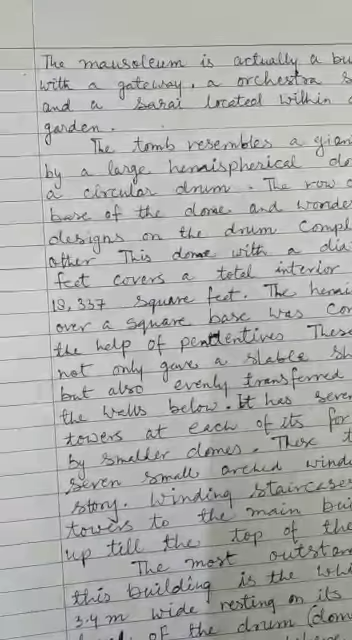 The mausoleum is actually a bu
with a gateway, a orchestra s
and a sarai located within a
garden.
The tomb resembles a gian
by a large hemispherical do
a circular drum. The row o
base of the dome and wonde
designs on the drum compl
other This dome with a dia
feet covers a total interior
18,337 square feet. The hemi
over a square base was con
the help of pendentives These
not only gave a stable sh
but also evenly transferred
the walls below. It has seven
towers at each of its for
by smaller domes. These t
seven small arched windo
story. Winding staircases
towers to the main bui
up till the top of the
The most outstan
this building is the whi
3.4 m wide resting on its
of the drum (dom